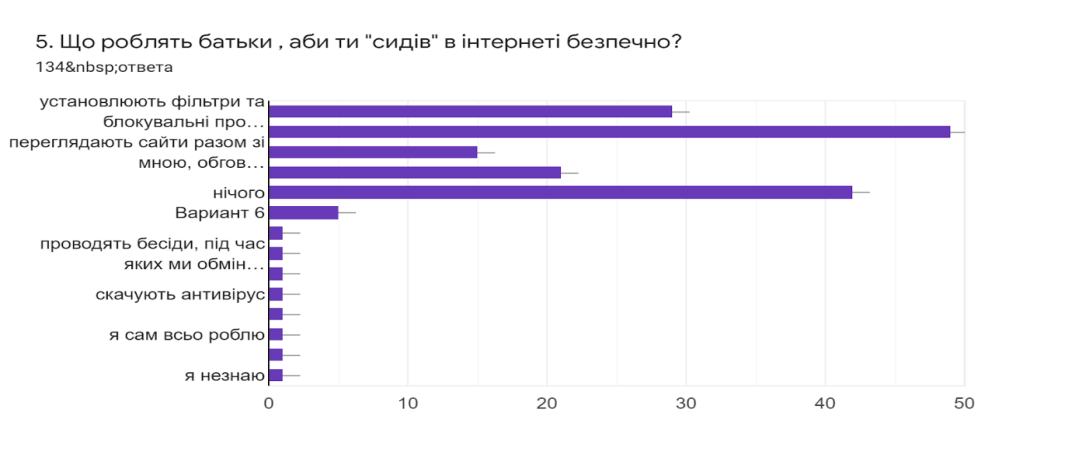 5. Що роблять батьки , аби ти "сидів" в інтернеті безпечно?
134&nbsp;ответа
установлюють фільтри та
блокувальні про...
переглядають сайти разом зі
мною, обгов...
нічого
Вариант 6
проводять бесіди, під час
яких ми обмін...
скачують антивірус
я сам всьо роблю
я незнаю
0 10 20 30 40 50